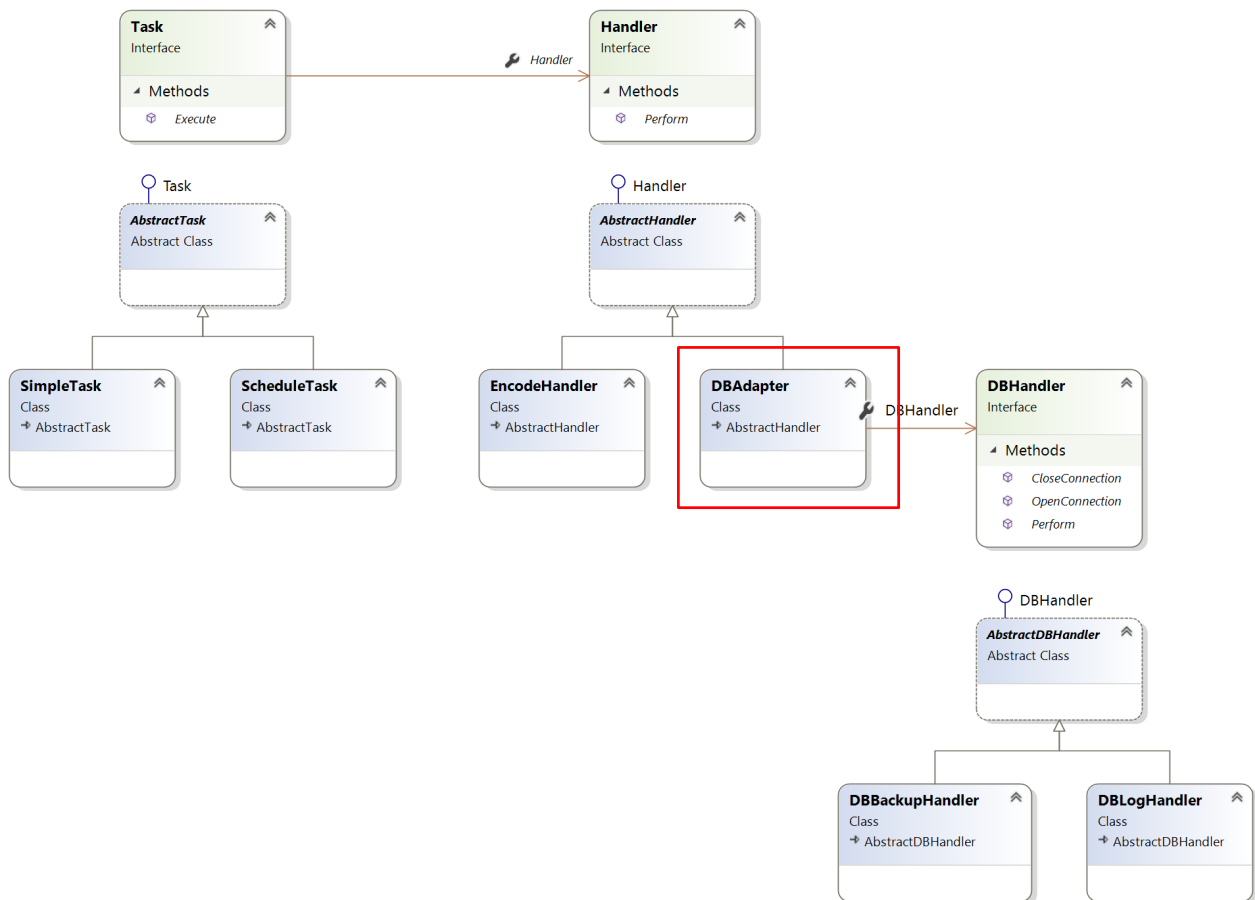 Task
Interface
Methods
Execute
Handler
Handler
Interface
Methods
Perform
Task
AbstractTask
Abstract Class
Handler
AbstractHandler
Abstract Class
SimpleTask
Class
AbstractTask
ScheduleTask
Class
AbstractTask
EncodeHandler
Class
AbstractHandler
DBAdapter
Class
AbstractHandler
DBHandler
DBHandler
Interface
Methods
CloseConnection
OpenConnection
Perform
DBHandler
AbstractDBHandler
Abstract Class
DBBackupHandler
Class
AbstractDBHandler
DBLogHandler
Class
AbstractDBHandler